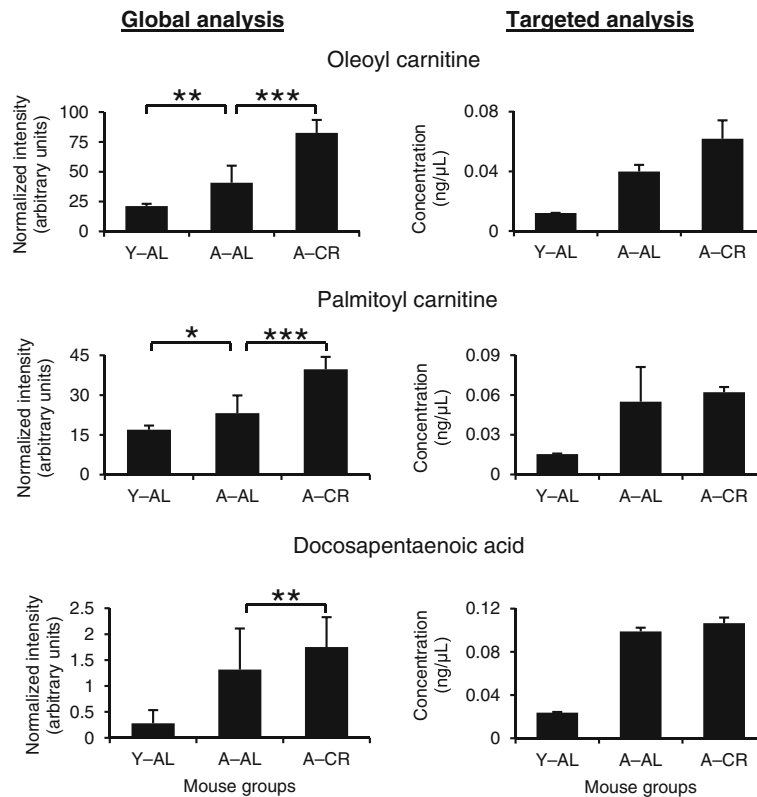 Global analysis
Targeted analysis
Oleoyl carnitine
Normalized intensity
(arbitrary units)
100
75
50
25
0
**
***
Y–AL A–AL A–CR
Concentration
(ng/µL)
0.08
0.04
0
Y–AL A–AL A–CR
Palmitoyl carnitine
Normalized intensity
(arbitrary units)
45
30
15
0
*
***
Y–AL A–AL A–CR
Concentration
(ng/µL)
0.09
0.06
0.03
0
Y–AL A–AL A–CR
Docosapentaenoic acid
Normalized intensity
(arbitrary units)
2.5
2
1.5
1
0.5
0
**
Y–AL A–AL A–CR
Mouse groups
Concentration
(ng/µL)
0.12
0.08
0.04
0
Y–AL A–AL A–CR
Mouse groups